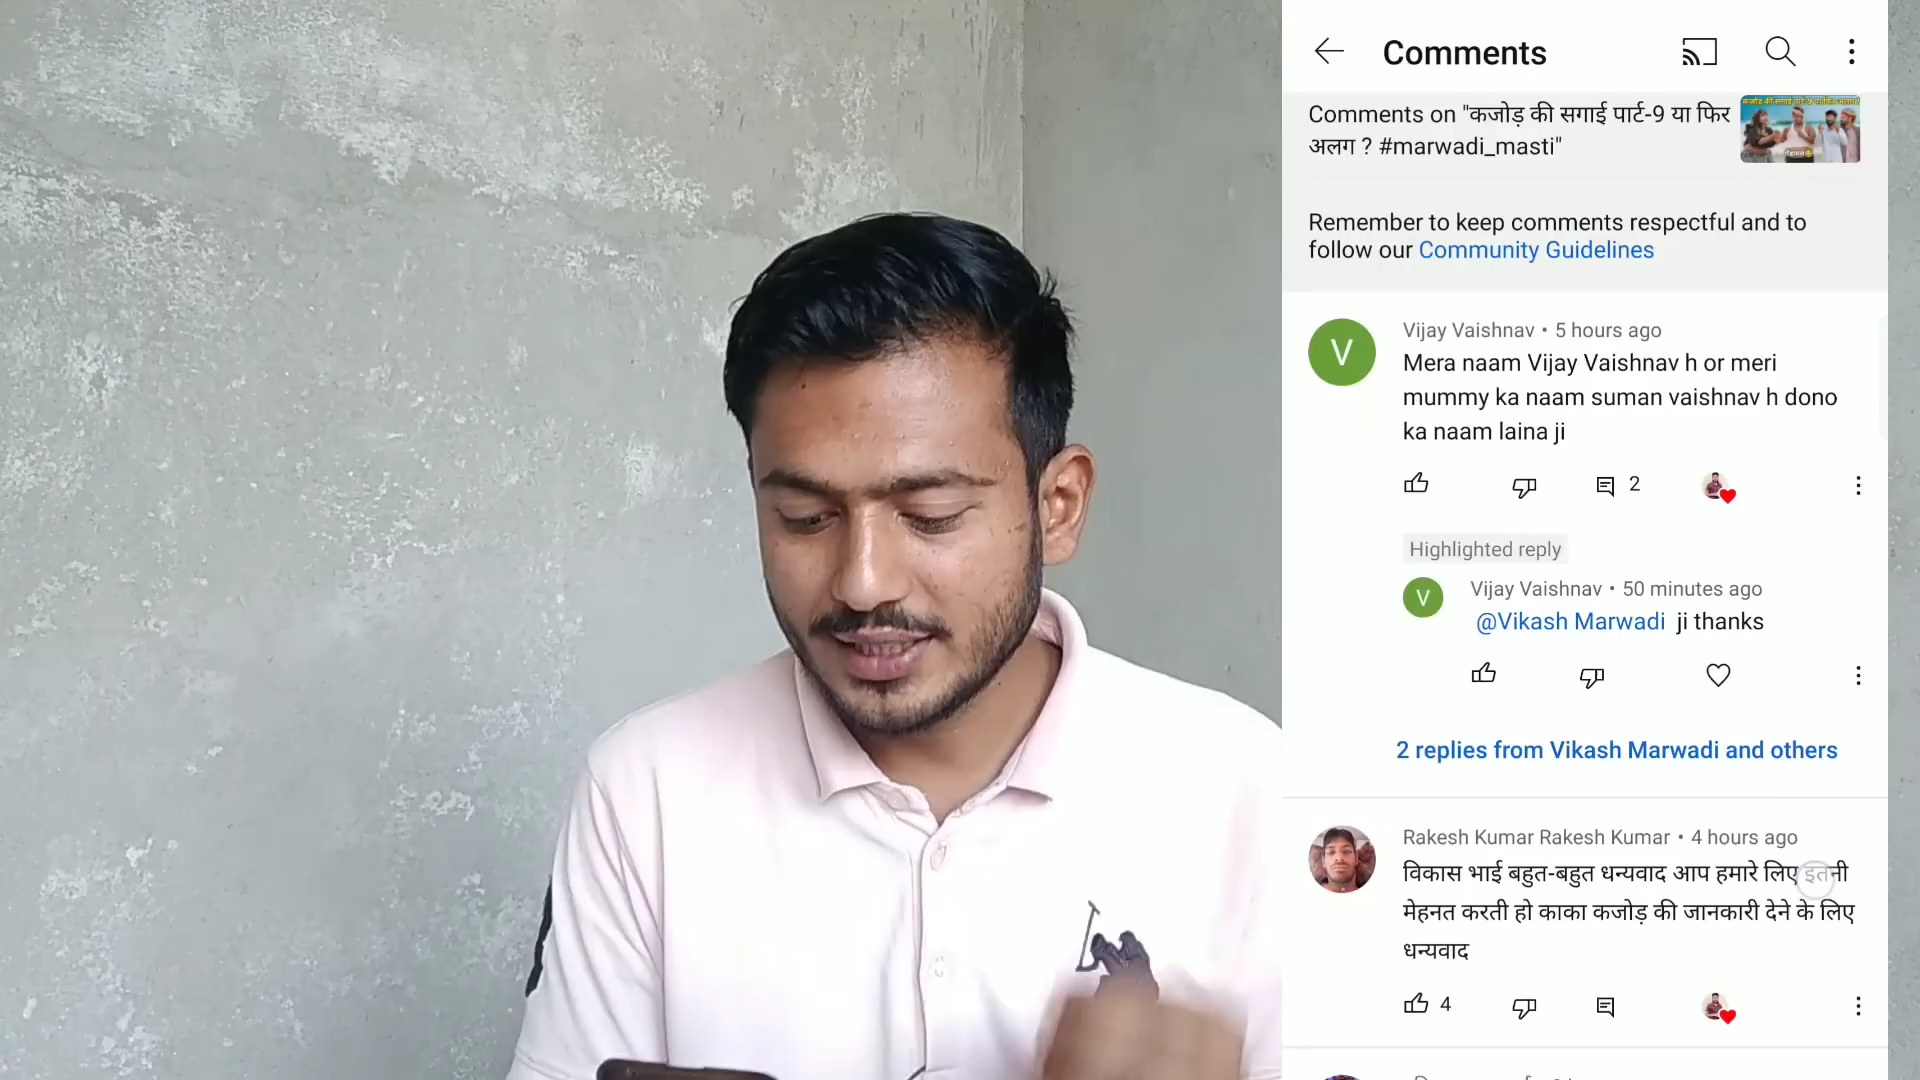 Comments
Comments on "कजोड़ की सगाई पार्ट-9 या फिर
अलग ? #marwadi_masti"
Remember to keep comments respectful and to
follow our Community Guidelines
V
Vijay Vaishnav • 5 hours ago
Mera naam Vijay Vaishnav h or meri
mummy ka naam suman vaishnav h dono
ka naam laina ji
2
Highlighted reply
V
Vijay Vaishnav • 50 minutes ago
@Vikash Marwadi ji thanks
2 replies from Vikash Marwadi and others
Rakesh Kumar Rakesh Kumar • 4 hours ago
विकास भाई बहुत-बहुत धन्यवाद आप हमारे लिए इतनी
मेहनत करती हो काका कजोड़ की जानकारी देने के लिए
धन्यवाद
4